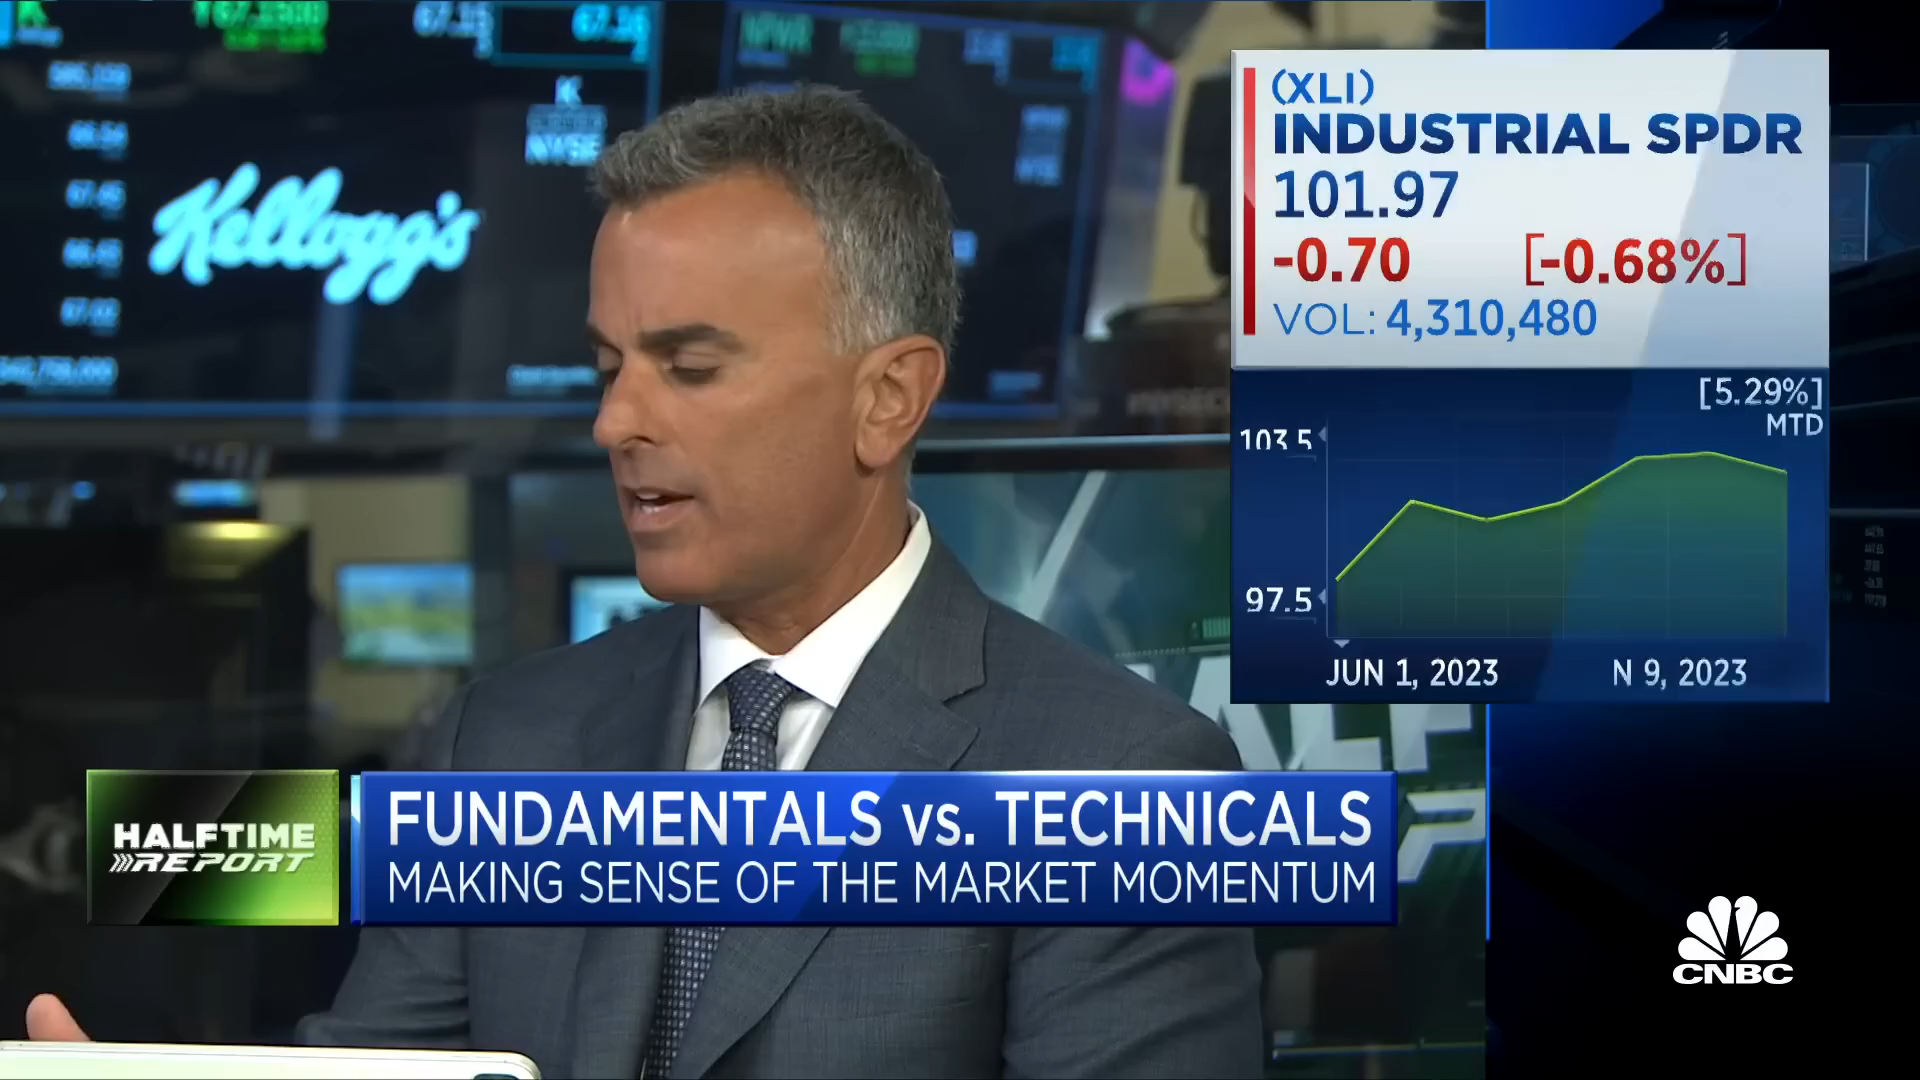 67.16
Kellogg's
NYSE
(XLI)
INDUSTRIAL SPDR
101.97
-0.70 [-0.68%]
VOL: 4,310,480
[5.29%]
MTD
103.5
97.5
JUN 1, 2023 N 9, 2023
HALFTIME
REPORT
FUNDAMENTALS vs. TECHNICALS
MAKING SENSE OF THE MARKET MOMENTUM
CNBC